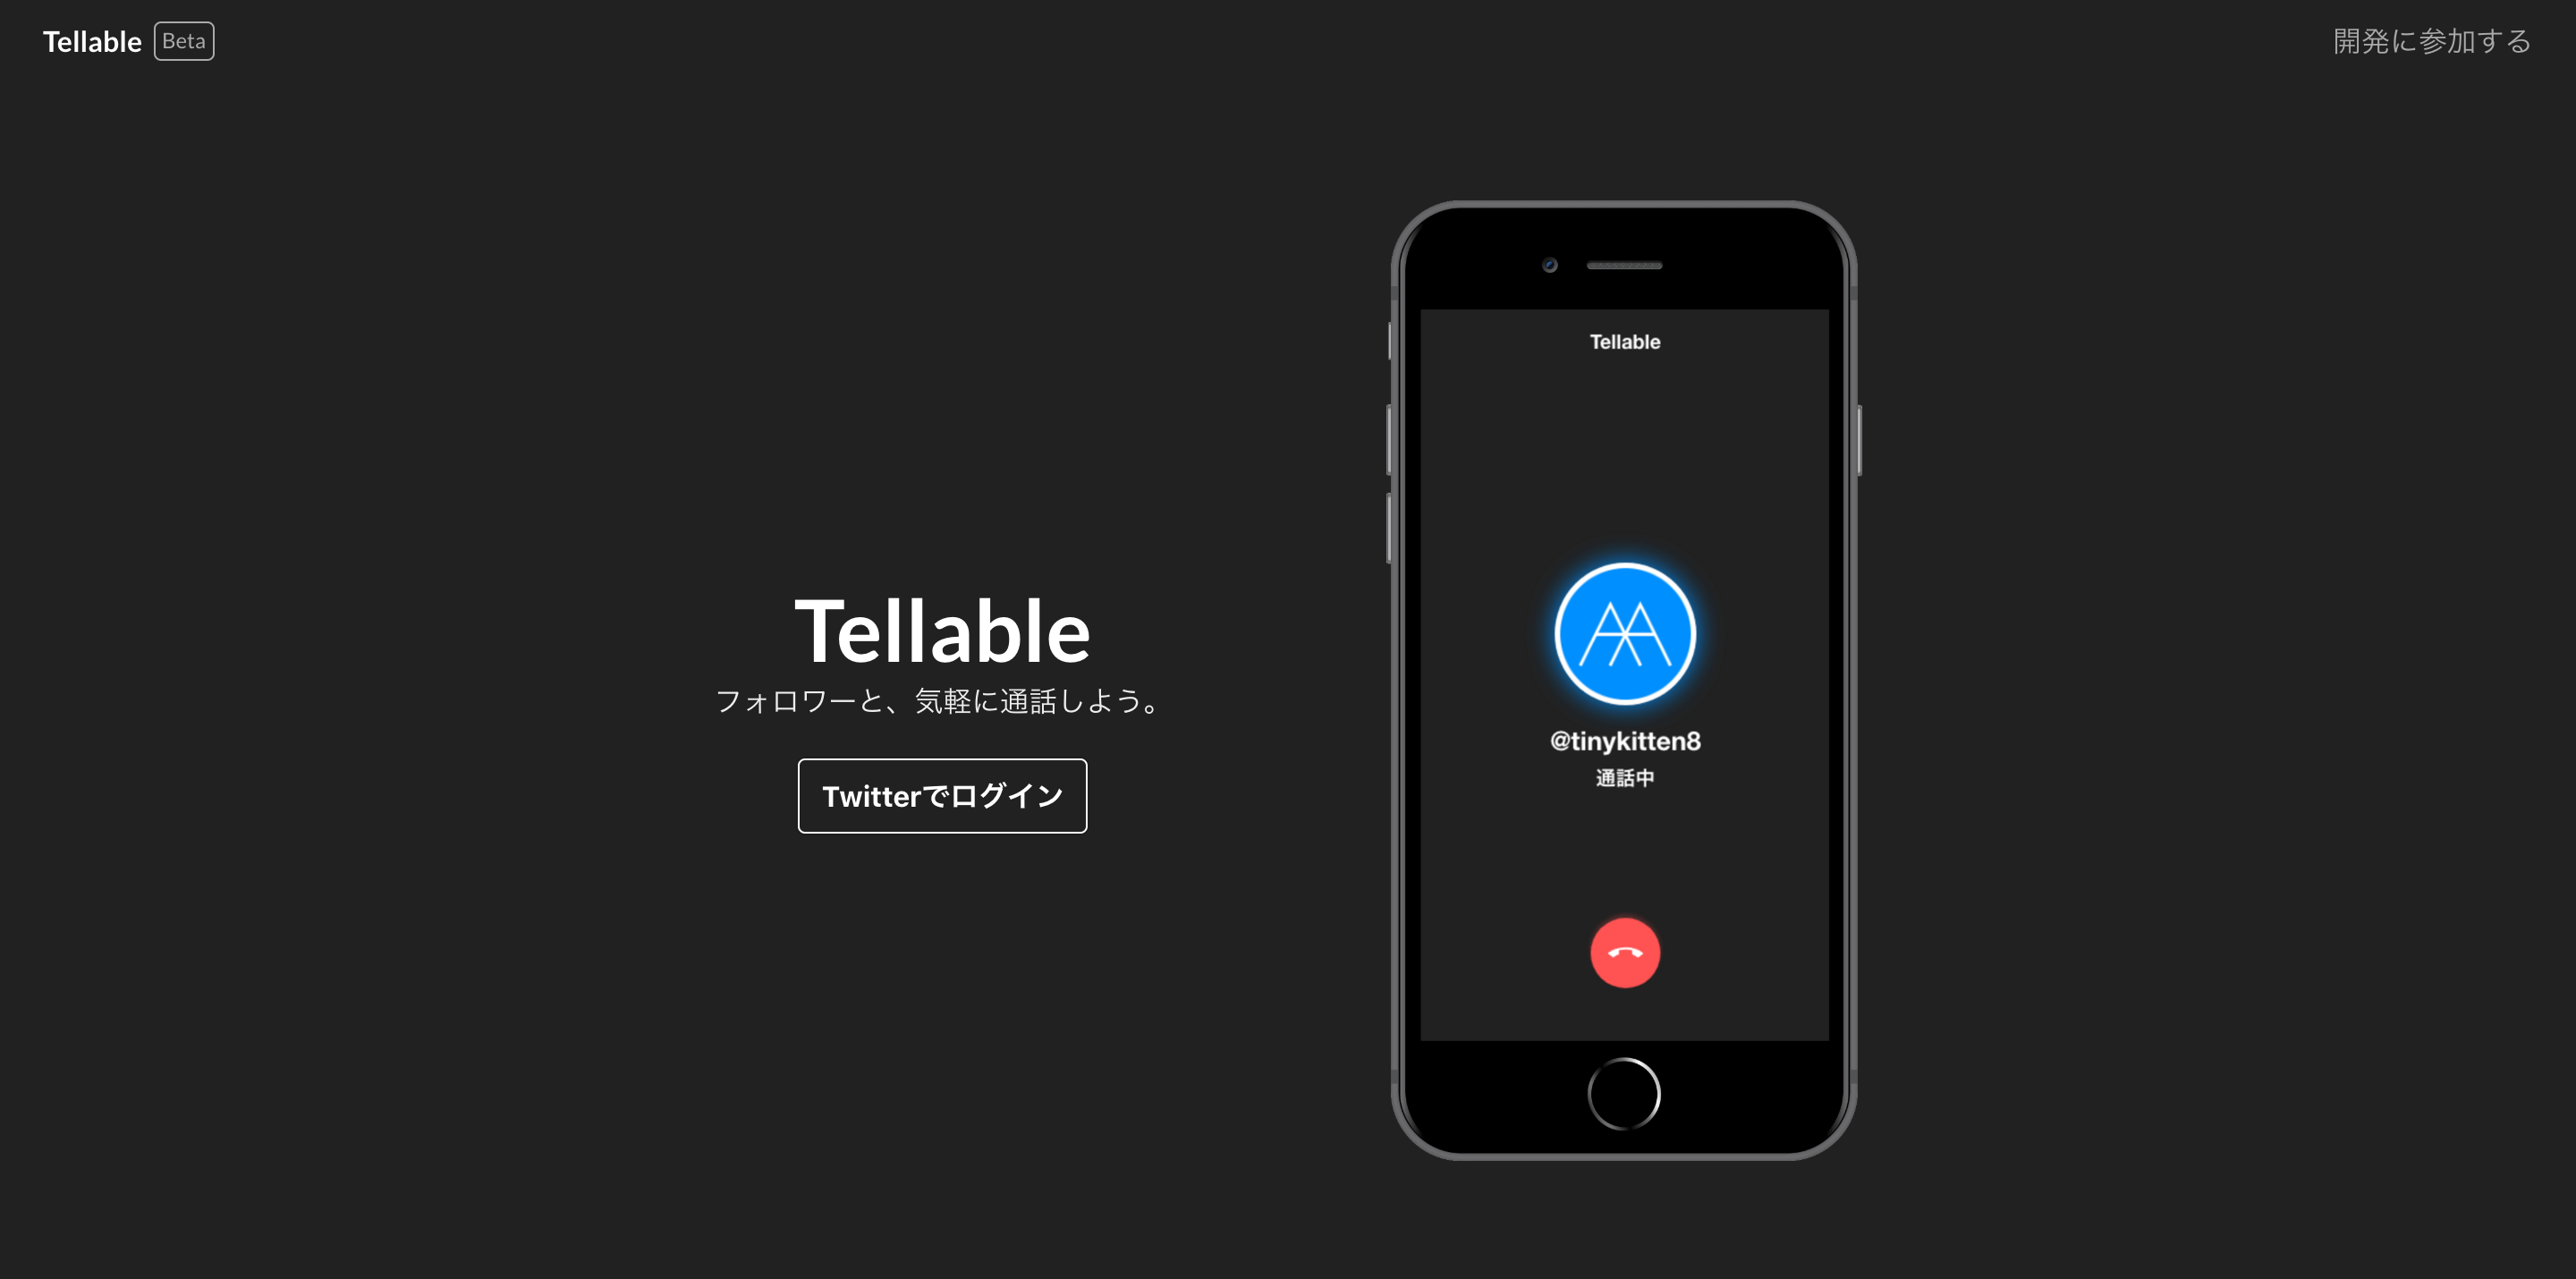 Tellable Beta
開発に参加する
Tellable
フォロワーと、気軽に通話しよう。
Twitterでログイン
Tellable
@tinykitten8
通話中